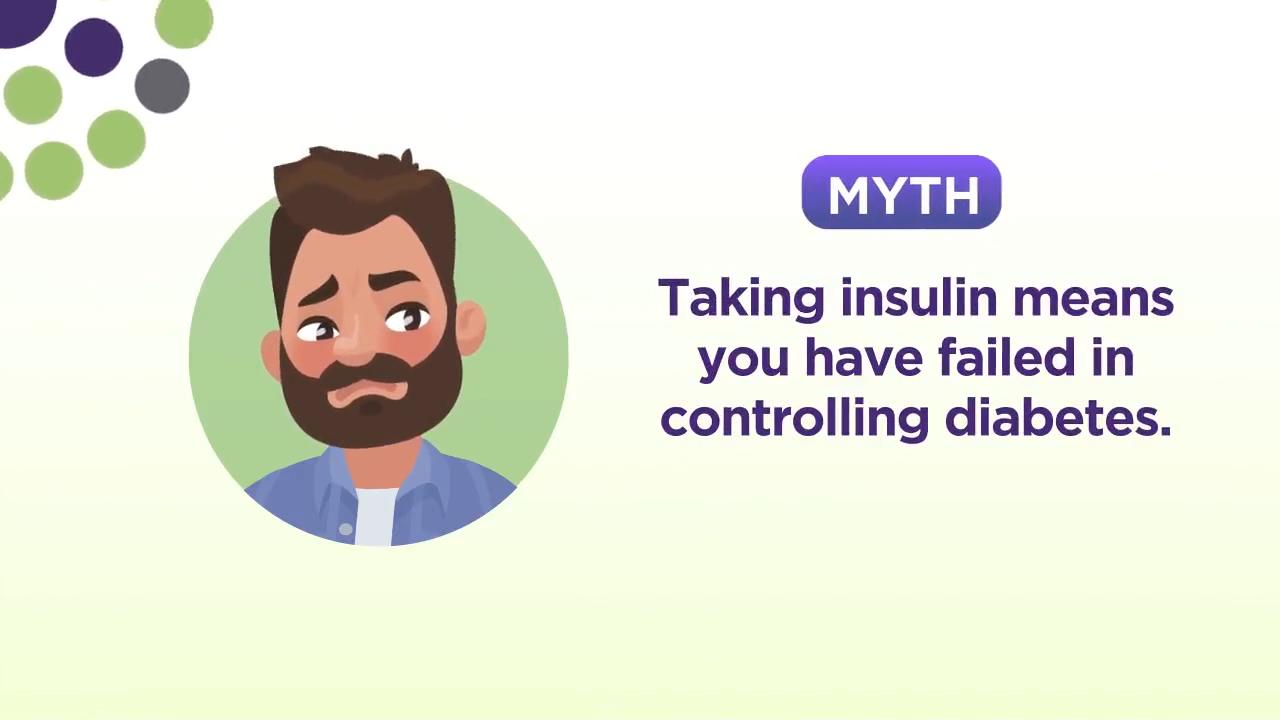 MYTH
Taking insulin means
you have failed in
controlling diabetes.